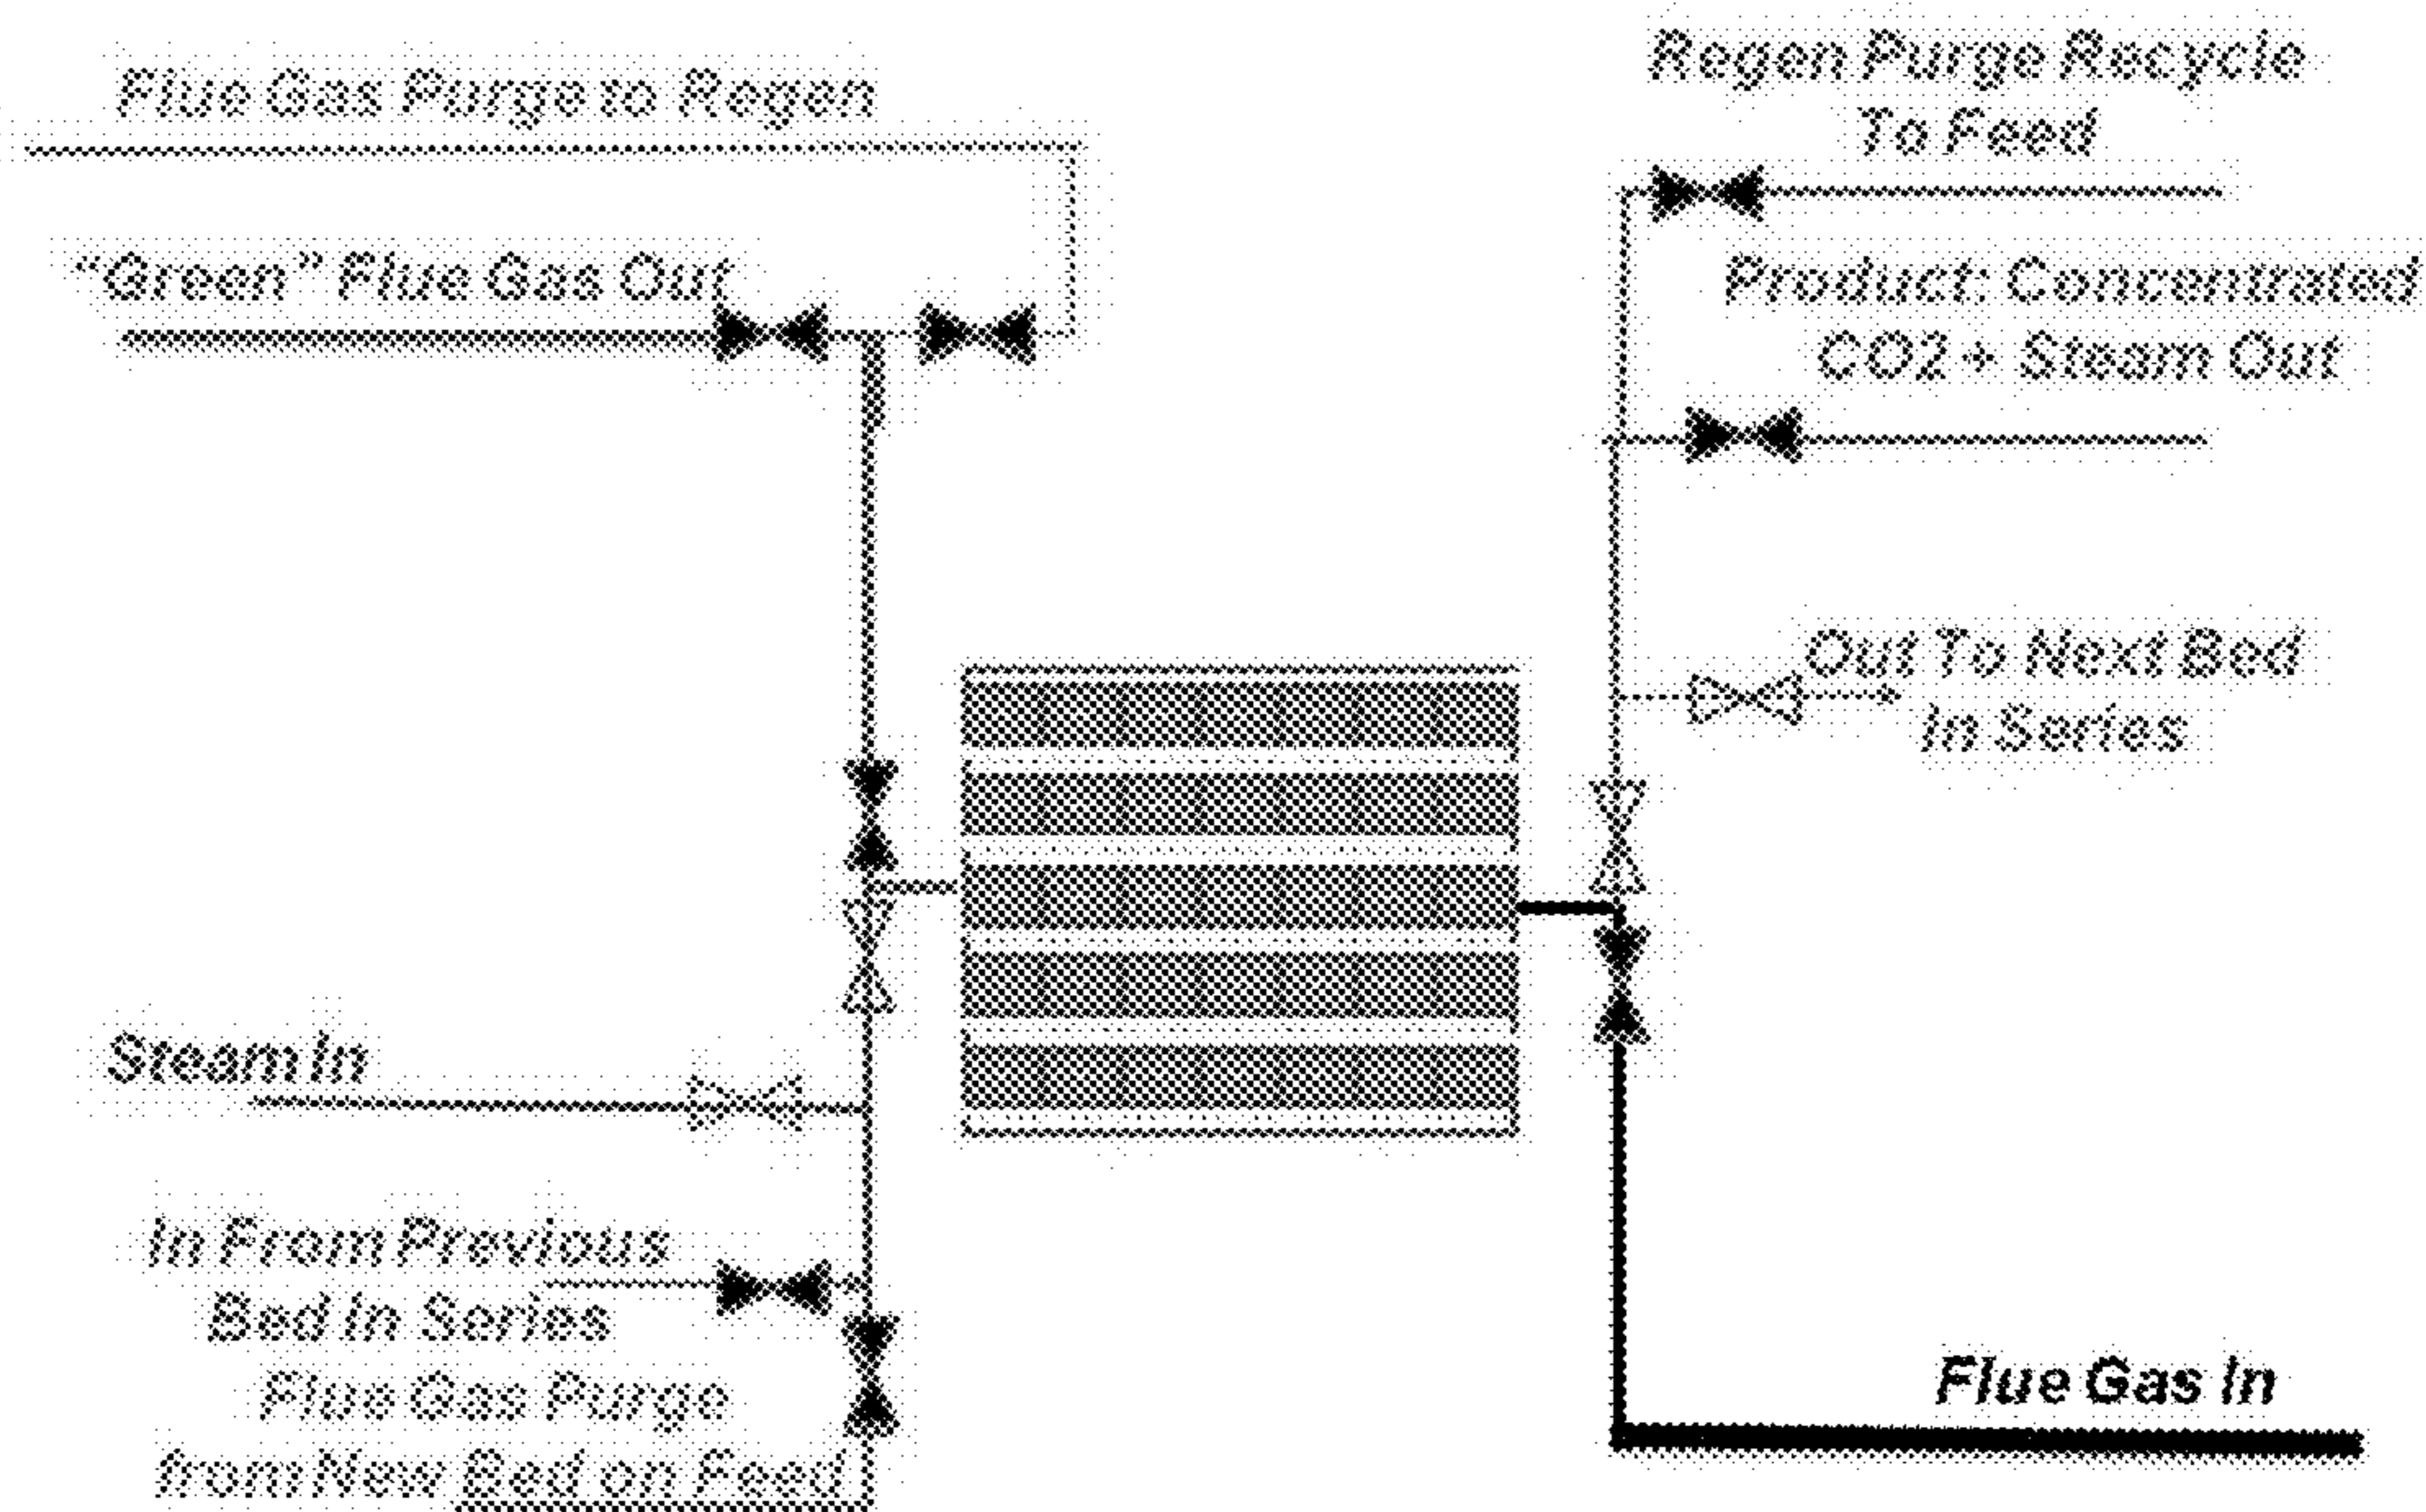 Flue Gas Purge to Regen
"Green" Flue Gas Out
Steam In
In From Previous
Bed In Series
Flue Gas Purge
from New Bed on Feed
Regen Purge Recycle
To Feed
Product: Concentrated
CO2 + Steam Out
Out To Next Bed
In Series
Flue Gas In